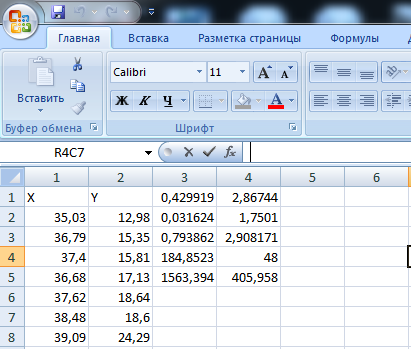 Главная Вставка Разметка страницы Формулы
Вставить
Calibri 11 A A
Ж К Ч A
Буфер обмена Шрифт
R4C7 fx
1 2 3 4 5 6
1 X Y 0,429919 2,86744
2 35,03 12,98 0,031624 1,7501
3 36,79 15,35 0,793862 2,908171
4 37,4 15,81 184,8523 48
5 36,68 17,13 1563,394 405,958
6 37,62 18,64
7 38,48 18,6
8 39,09 24,29